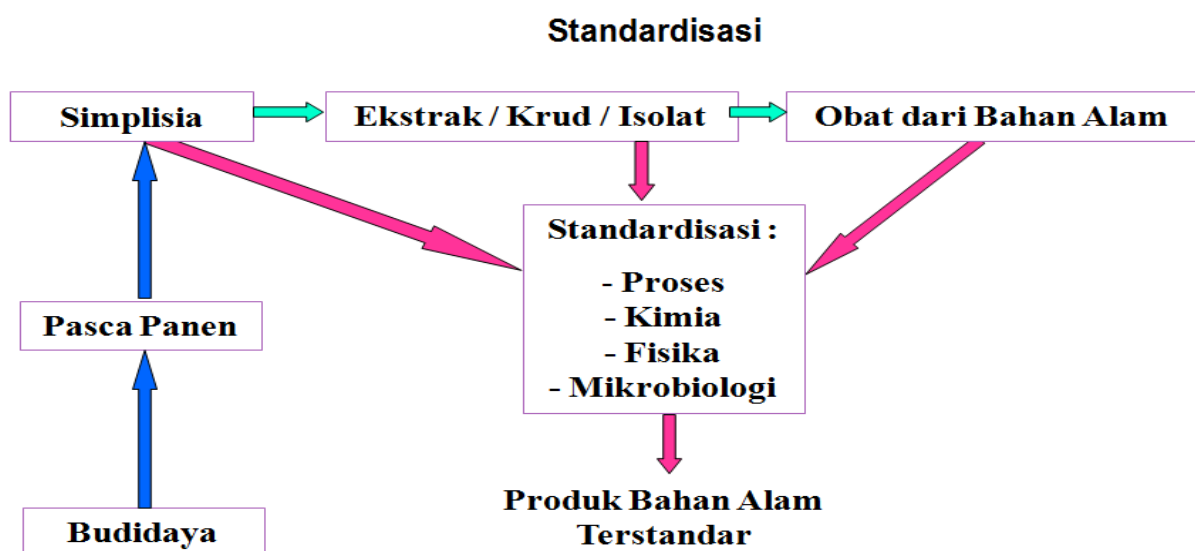 Standardisasi
Simplisia
Ekstrak / Krud / Isolat
Obat dari Bahan Alam
Standardisasi :
- Proses
- Kimia
- Fisika
- Mikrobiologi
Pasca Panen
Budidaya
Produk Bahan Alam
Terstandar